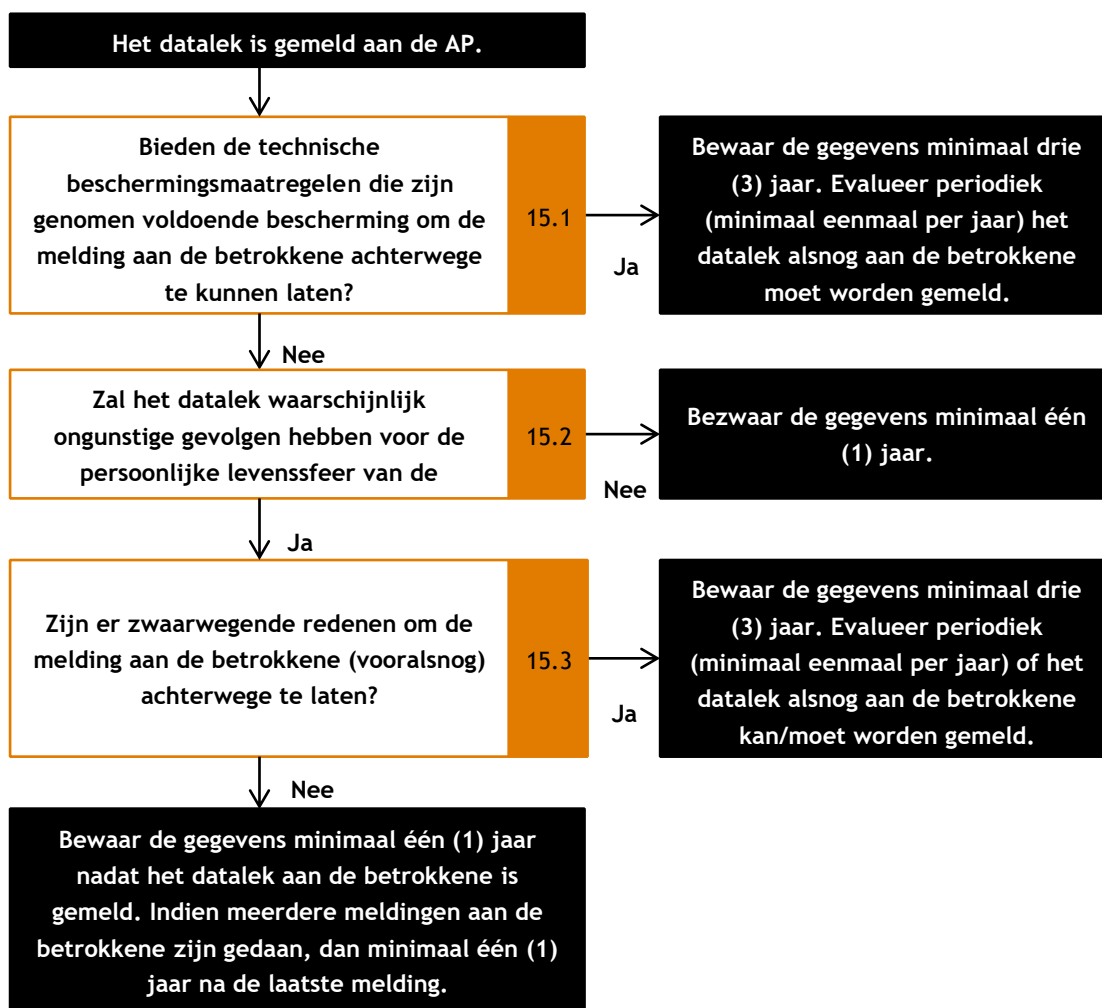 Het datalek is gemeld aan de AP.
Bieden de technische
beschermingsmaatregelen die zijn
genomen voldoende bescherming om de
melding aan de betrokkene achterwege
te kunnen laten?
15.1
Ja
Bewaar de gegevens minimaal drie
(3) jaar. Evalueer periodiek
(minimaal eenmaal per jaar) het
datalek alsnog aan de betrokkene
moet worden gemeld.
Nee
Zal het datalek waarschijnlijk
ongunstige gevolgen hebben voor de
persoonlijke levenssfeer van de
15.2
Nee
Bezwaar de gegevens minimaal één
(1) jaar.
Ja
Zijn er zwaarwegende redenen om de
melding aan de betrokkene (vooralsnog)
achterwege te laten?
15.3
Ja
Bewaar de gegevens minimaal drie
(3) jaar. Evalueer periodiek
(minimaal eenmaal per jaar) of het
datalek alsnog aan de betrokkene
kan/moet worden gemeld.
Nee
Bewaar de gegevens minimaal één (1) jaar
nadat het datalek aan de betrokkene is
gemeld. Indien meerdere meldingen aan de
betrokkene zijn gedaan, dan minimaal één (1)
jaar na de laatste melding.